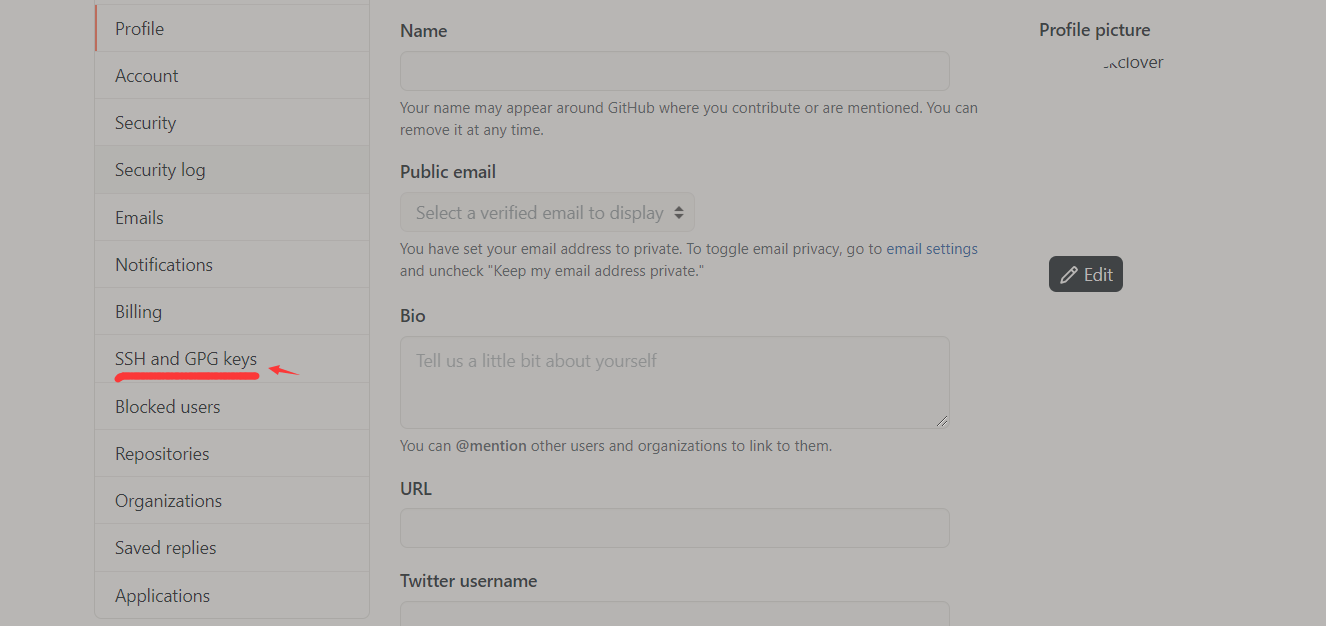 Profile
Account
Security
Security log
Emails
Notifications
Billing
SSH and GPG keys
Blocked users
Repositories
Organizations
Saved replies
Applications
Name
Your name may appear around GitHub where you contribute or are mentioned. You can
remove it at any time.
Public email
Select a verified email to display
You have set your email address to private. To toggle email privacy, go to email settings
and uncheck "Keep my email address private."
Bio
Tell us a little bit about yourself
You can @mention other users and organizations to link to them.
URL
Twitter username
Profile picture
Edit